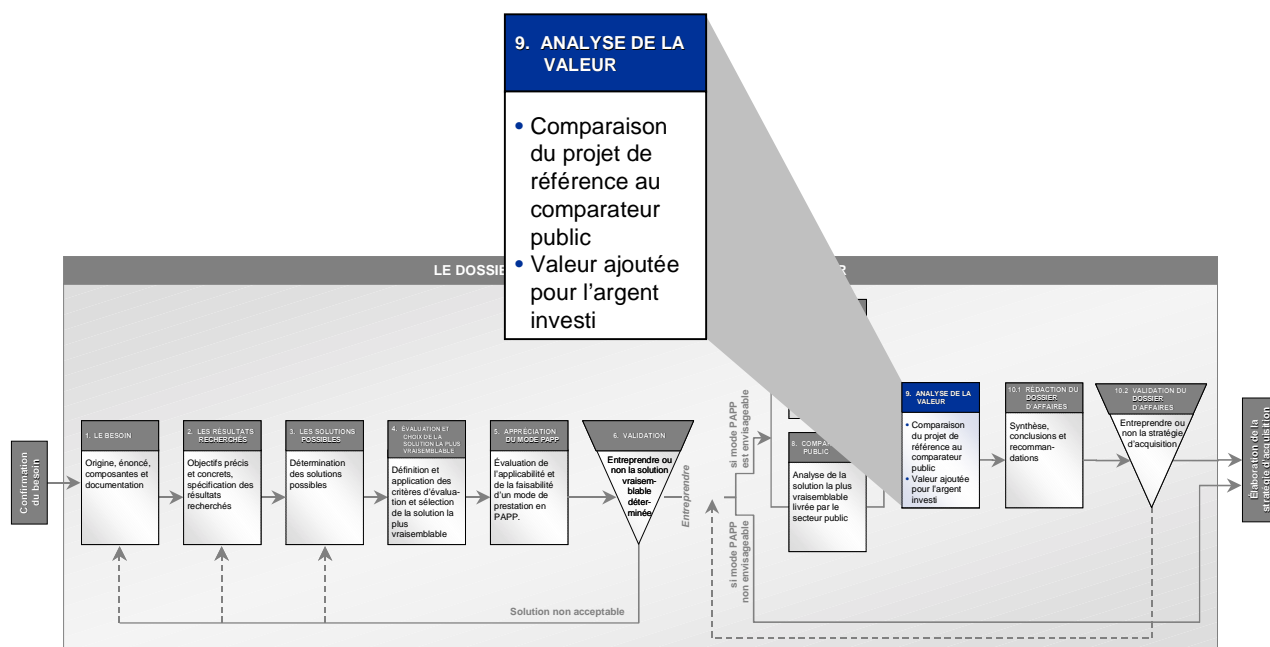 9. ANALYSE DE LA
VALEUR
• Comparaison
du projet de
référence au
comparateur
public
• Valeur ajoutée
pour l'argent
investi
LE DOSSIE
R
Confirmation
du besoin
1. LE BESOIN
Origine, énoncé,
composantes et
documentation
2. LES RÉSULTATS
RECHERCHÉS
Objectifs précis
et concrets,
spécification des
résultats
recherchés
3. LES SOLUTIONS
POSSIBLES
Détermination
des solutions
possibles
4. ÉVALUATION ET
CHOIX DE LA
SOLUTION LA PLUS
VRAISEMBLABLE
Définition et
application des
critères d'évalua-
tion et sélection
de la solution la
plus
vraisemblable
5. APPRÉCIATION
DU MODE PAPP
Évaluation de
l'applicabilité et
de la faisabilité
d'un mode de
prestation en
PAPP.
6. VALIDATION
Entreprendre ou
non la solution
vraisem-
blable
déter-
minée
Entreprendre
Solution non acceptable
si mode PAPP
est envisageable
si mode PAPP
non envisageable
8. COMPA
PUBLIC
Analyse de la
solution la plus
vraisemblable
livrée par le
secteur public
9. ANALYSE DE LA
VALEUR
• Comparaison
du projet de
référence au
comparateur
public
• Valeur ajoutée
pour l'argent
investi
10.1 RÉDACTION DU
DOSSIER
D'AFFAIRES
Synthèse,
conclusions et
recomman-
dations
10.2 VALIDATION DU
DOSSIER
D'AFFAIRES
Entreprendre ou
non la stratégie
d'acquisition
Élaboration de la
stratégie d'acquisition